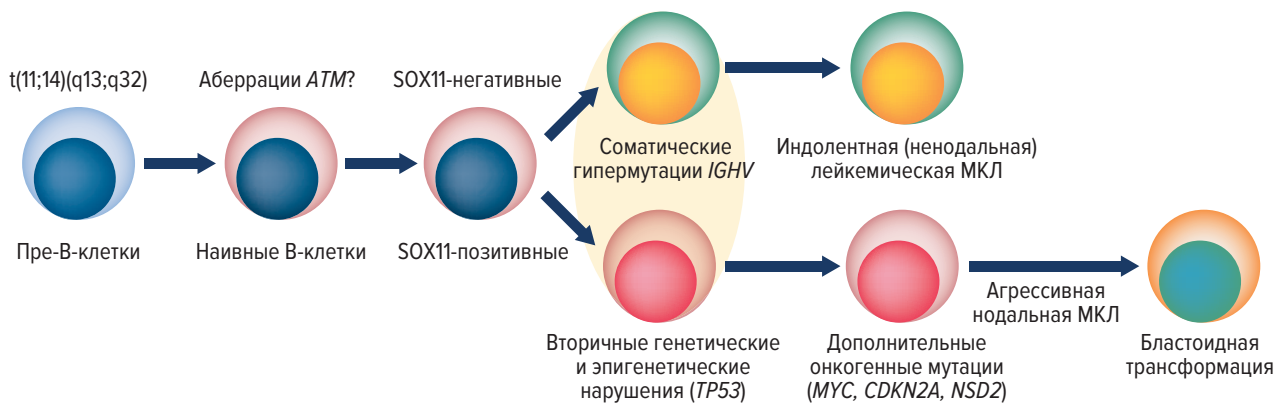 t(11;14)(q13;q32)
Аберрации ATM?
SOX11-негативные
Пре-В-клетки
Наивные В-клетки
SOX11-позитивные
Соматические
гипермутации IGHV
Индолентная (ненодальная)
лейкемическая МКЛ
Вторичные генетические
и эпигенетические
нарушения (TP53)
Дополнительные
онкогенные мутации
(MYC, CDKN2A, NSD2)
Агрессивная
нодальная МКЛ
Бластоидная
трансформация